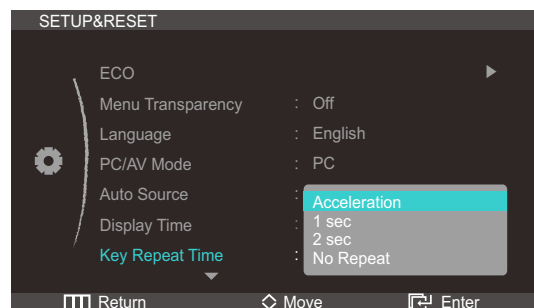 SETUP&RESET
ECO
Menu Transparency : Off
Language : English
PC/AV Mode : PC
Auto Source :
Display Time :
Key Repeat Time :
Acceleration
1 sec
2 sec
No Repeat
Return Move Enter